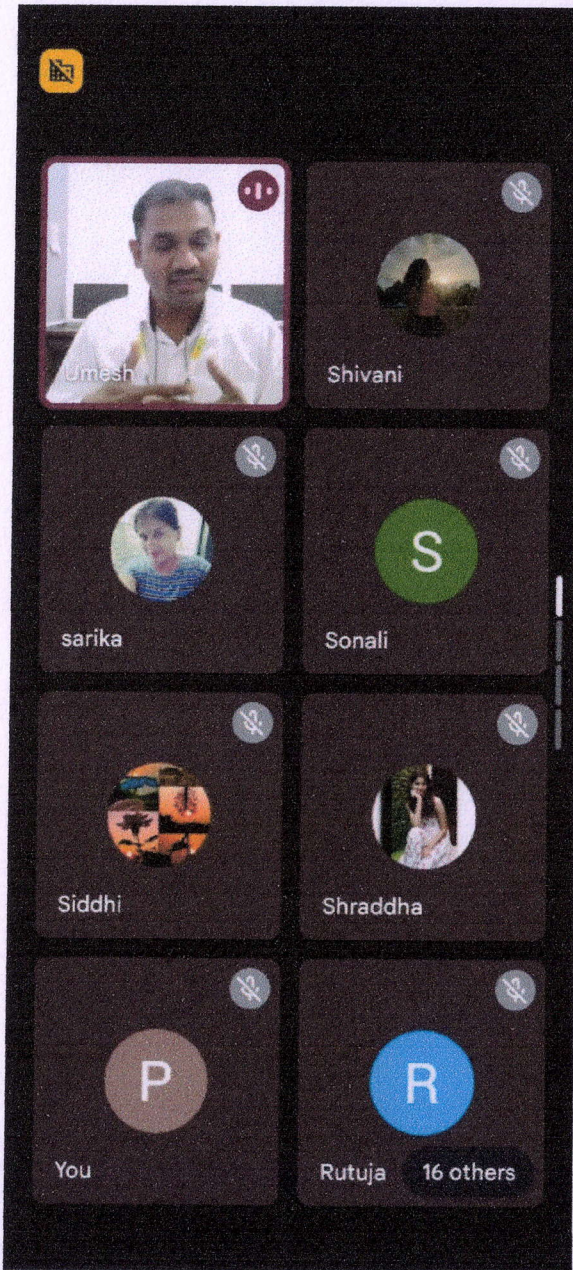 Umesh
Shivani
sarika
S
Sonali
Siddhi
Shraddha
P
You
R
Rutuja 16 others